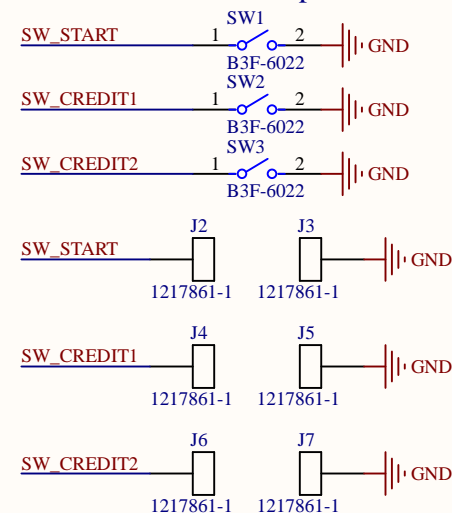 SW1
SW_START 1 2 GND
B3F-6022
SW2
SW_CREDIT1 1 2 GND
B3F-6022
SW3
SW_CREDIT2 1 2 GND
B3F-6022
J2 J3
SW_START GND
1217861-1 1217861-1
J4 J5
SW_CREDIT1 GND
1217861-1 1217861-1
J6 J7
SW_CREDIT2 GND
1217861-1 1217861-1